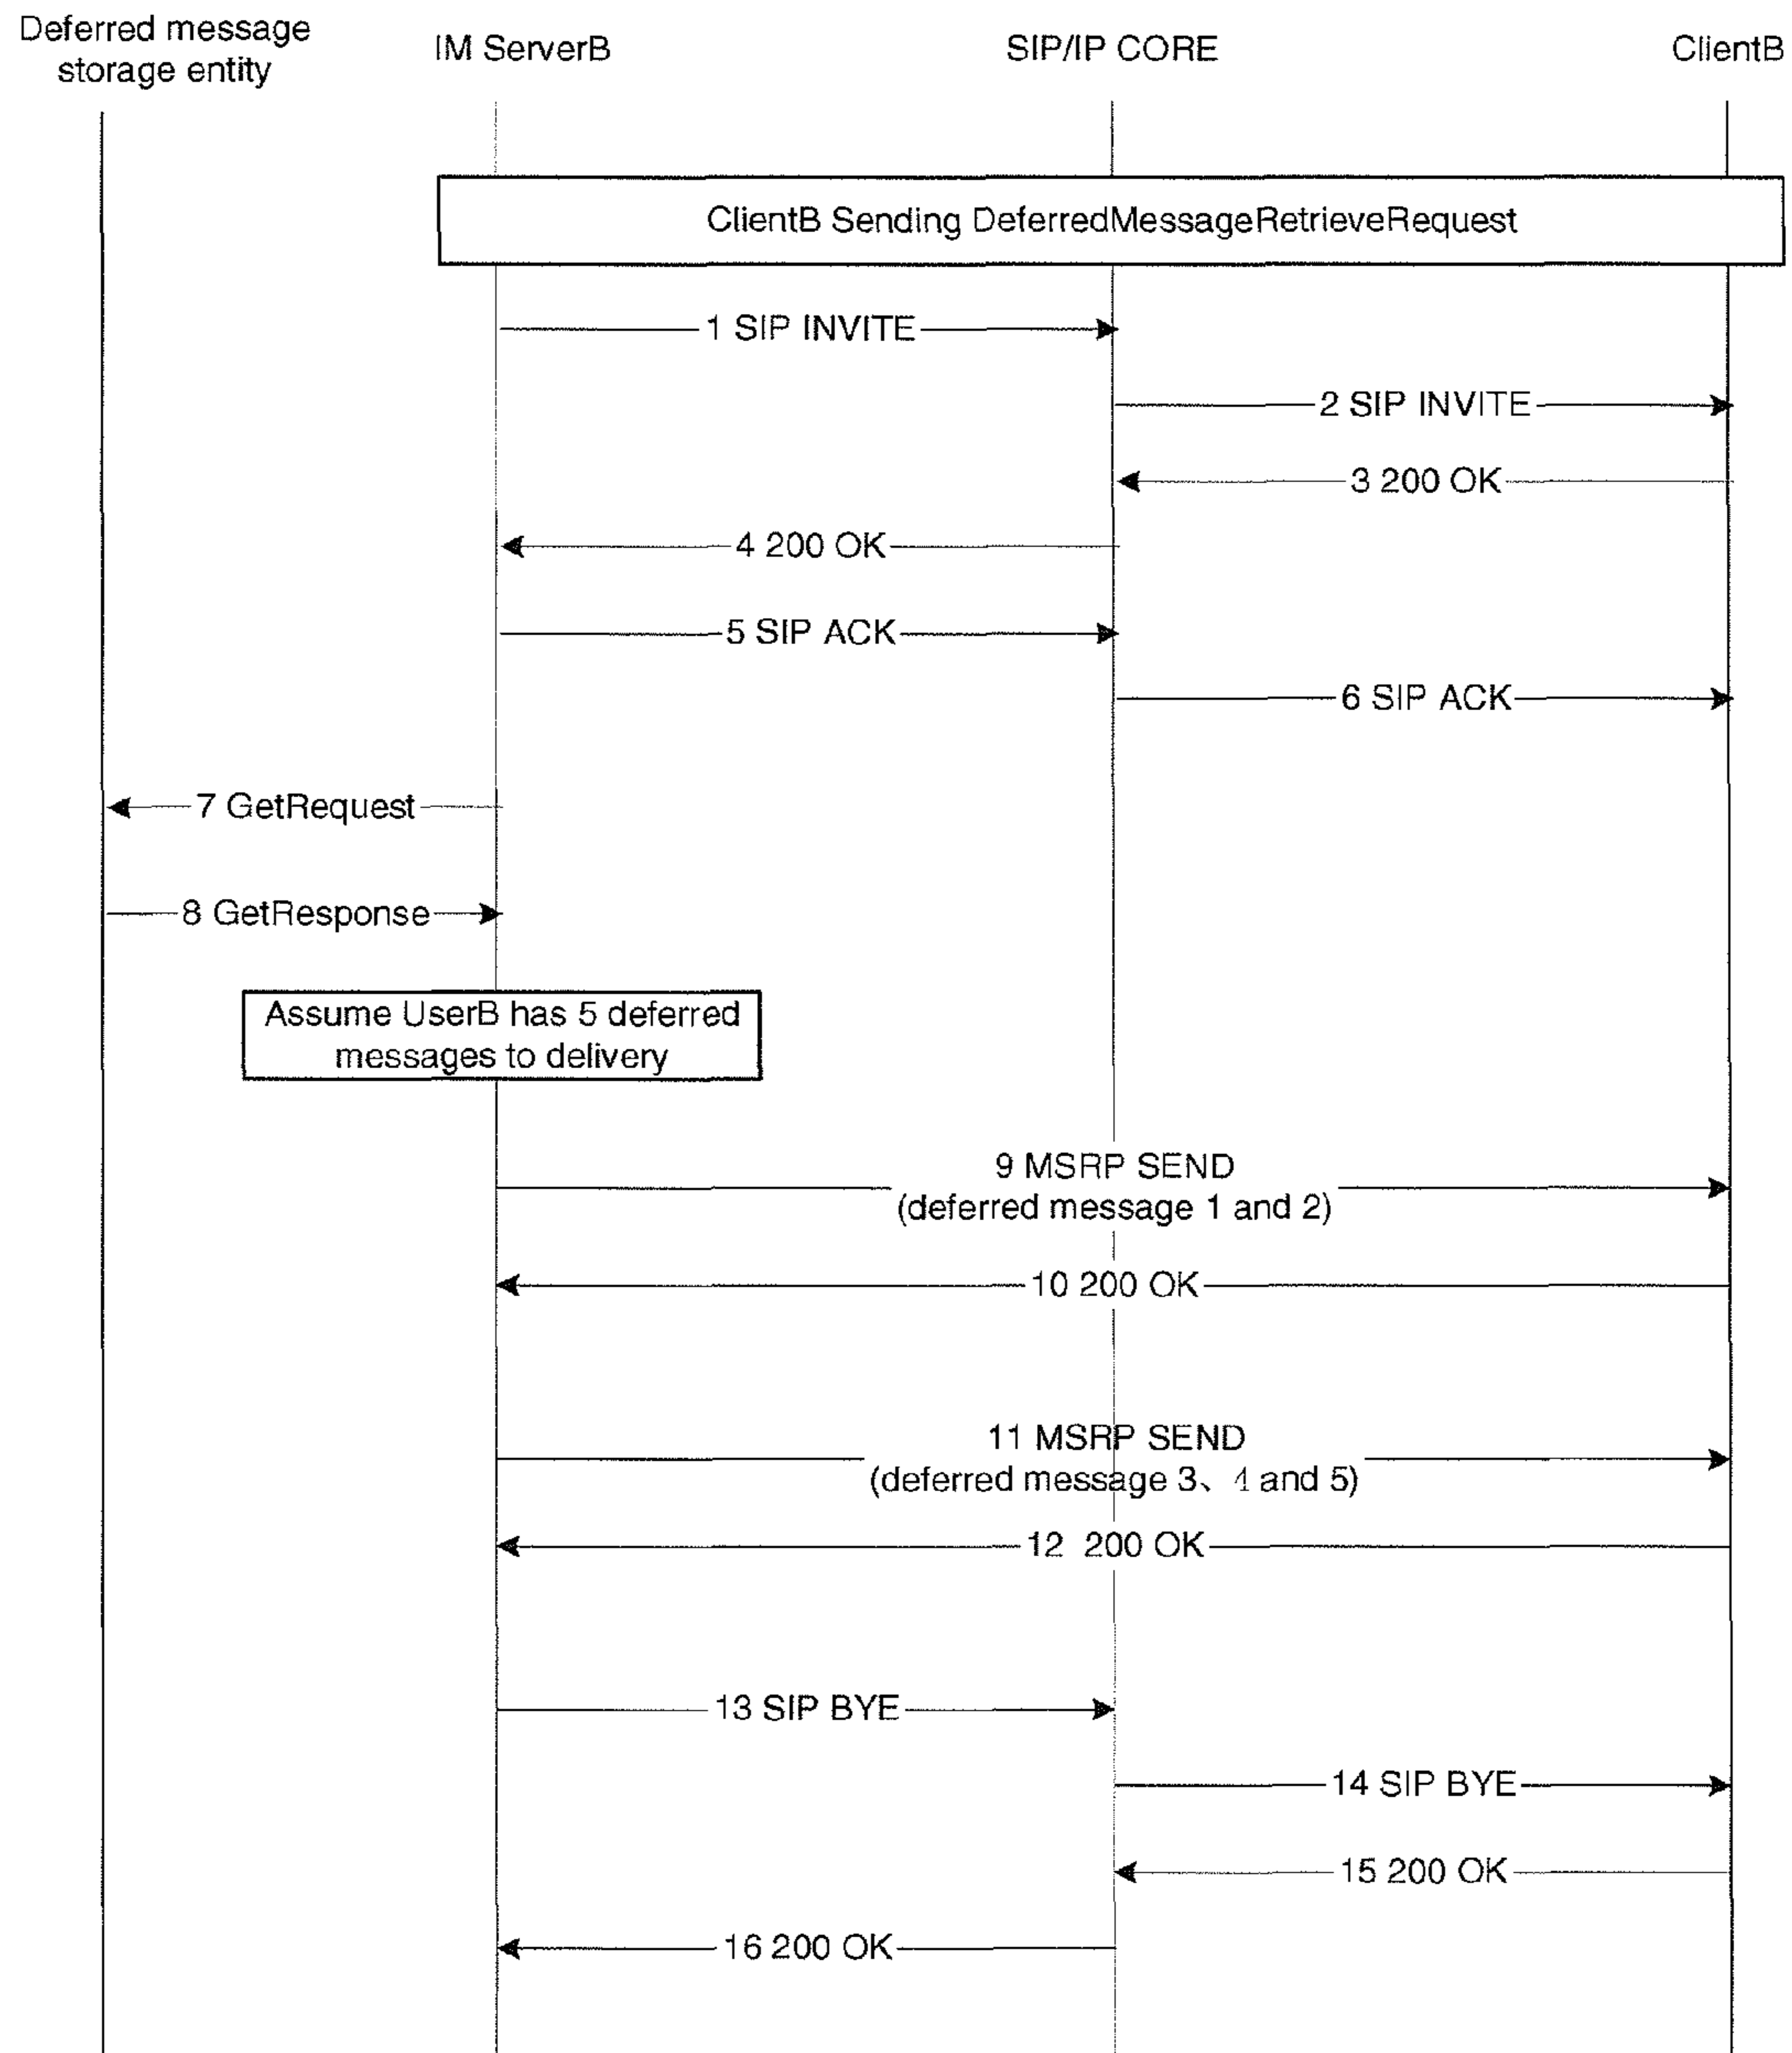 Deferred message
storage entity
IM ServerB
SIP/IP CORE
ClientB
ClientB Sending DeferredMessageRetrieveRequest
1 SIP INVITE
2 SIP INVITE
3 200 OK
4 200 OK
5 SIP ACK
6 SIP ACK
7 GetRequest
8 GetResponse
Assume UserB has 5 deferred
messages to delivery
9 MSRP SEND
(deferred message 1 and 2)
10 200 OK
11 MSRP SEND
(deferred message 3、4 and 5)
12 200 OK
13 SIP BYE
14 SIP BYE
15 200 OK
16 200 OK